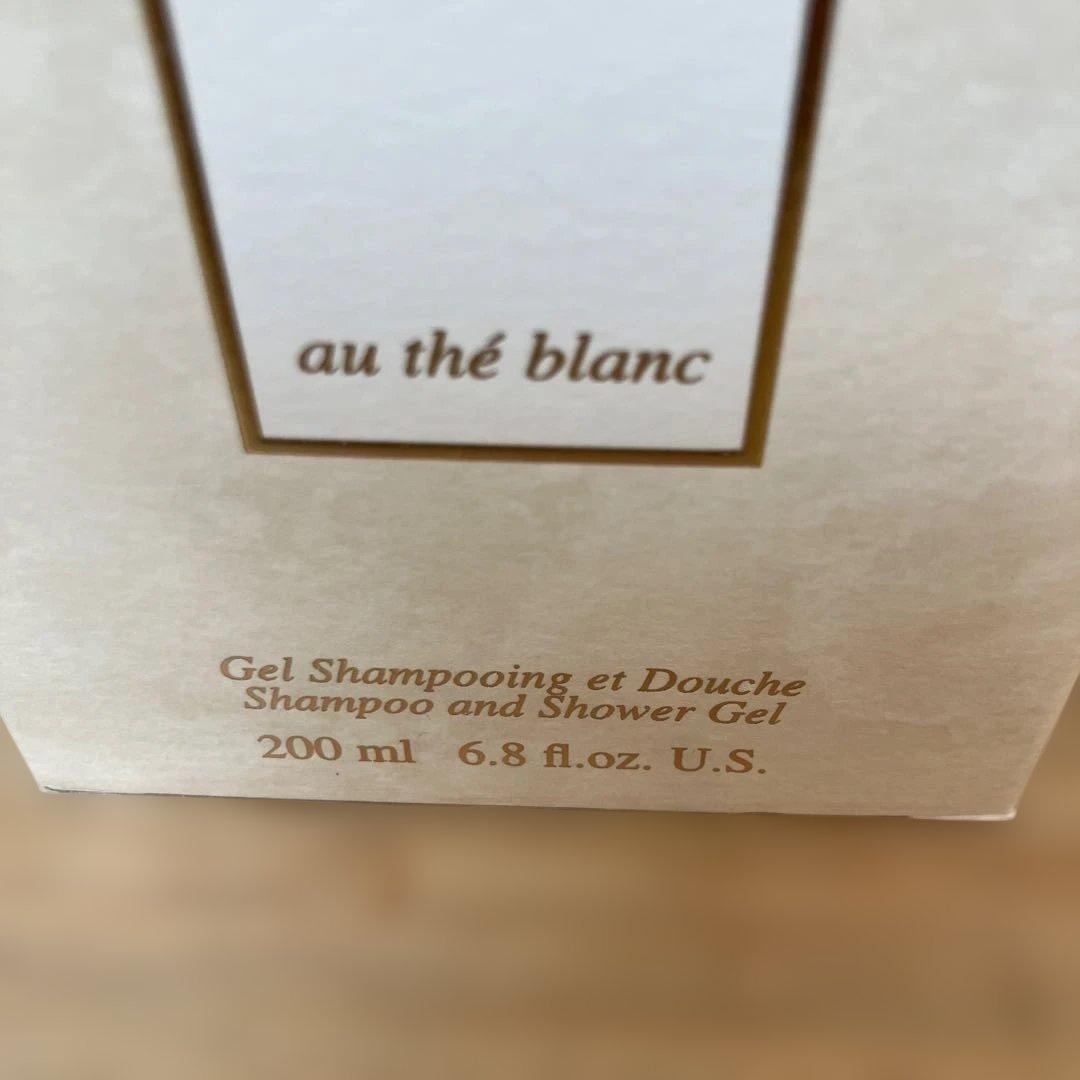 au thé blanc
Gel Shampooing et Douche
Shampoo and Shower Gel
200 ml 6.8 fl.oz. U.S.